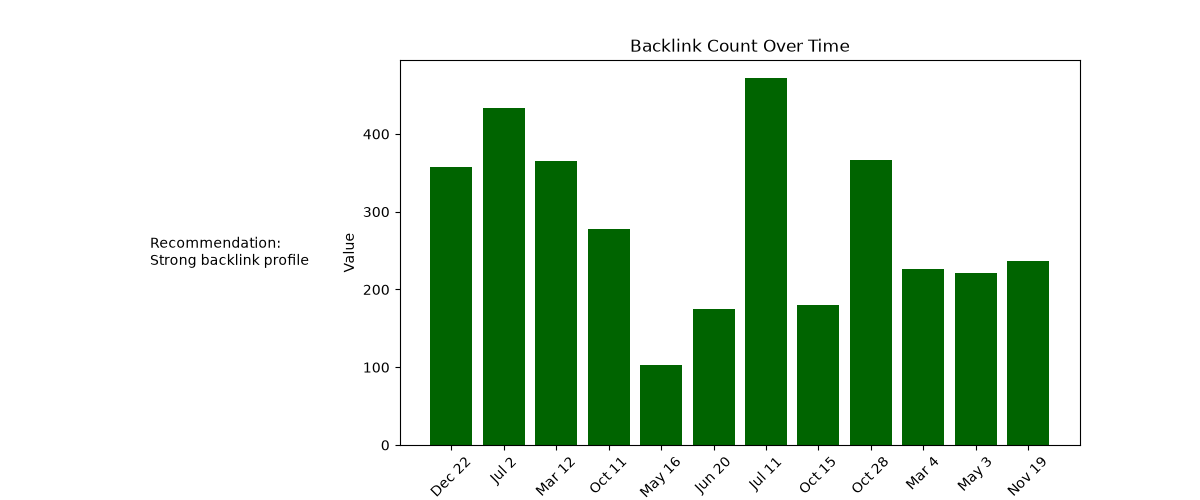 Backlink Count Over Time
Recommendation:
Strong backlink profile
Value
400
300
200
100
0
Dec 22
Jul 2
Mar 12
Oct 11
May 16
Jun 20
Jul 11
Oct 15
Oct 28
Mar 4
May 3
Nov 19